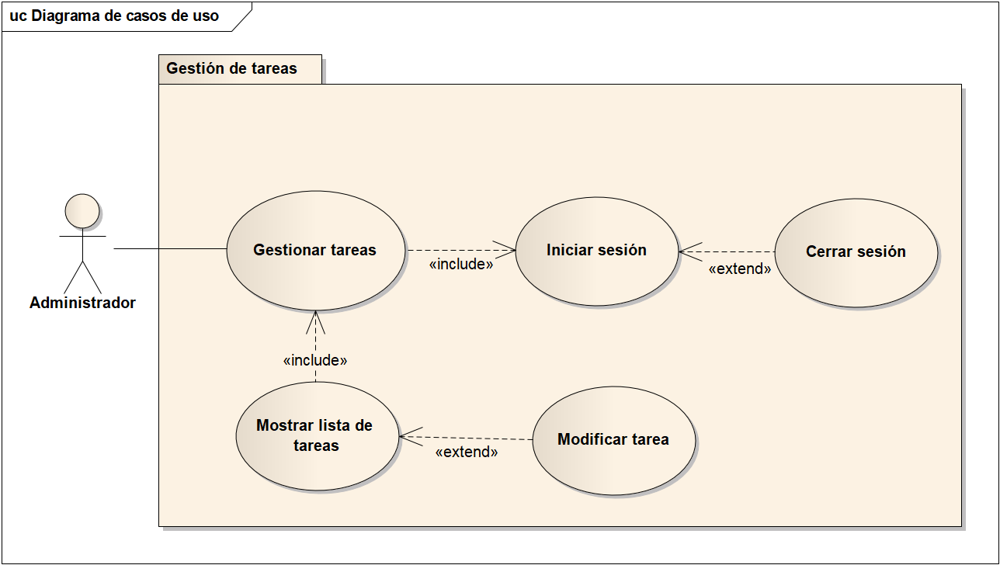 uc Diagrama de casos de uso
Gestión de tareas
Administrador
Gestionar tareas
«include»
Iniciar sesión
«extend»
Cerrar sesión
«include»
Mostrar lista de
tareas
«extend»
Modificar tarea